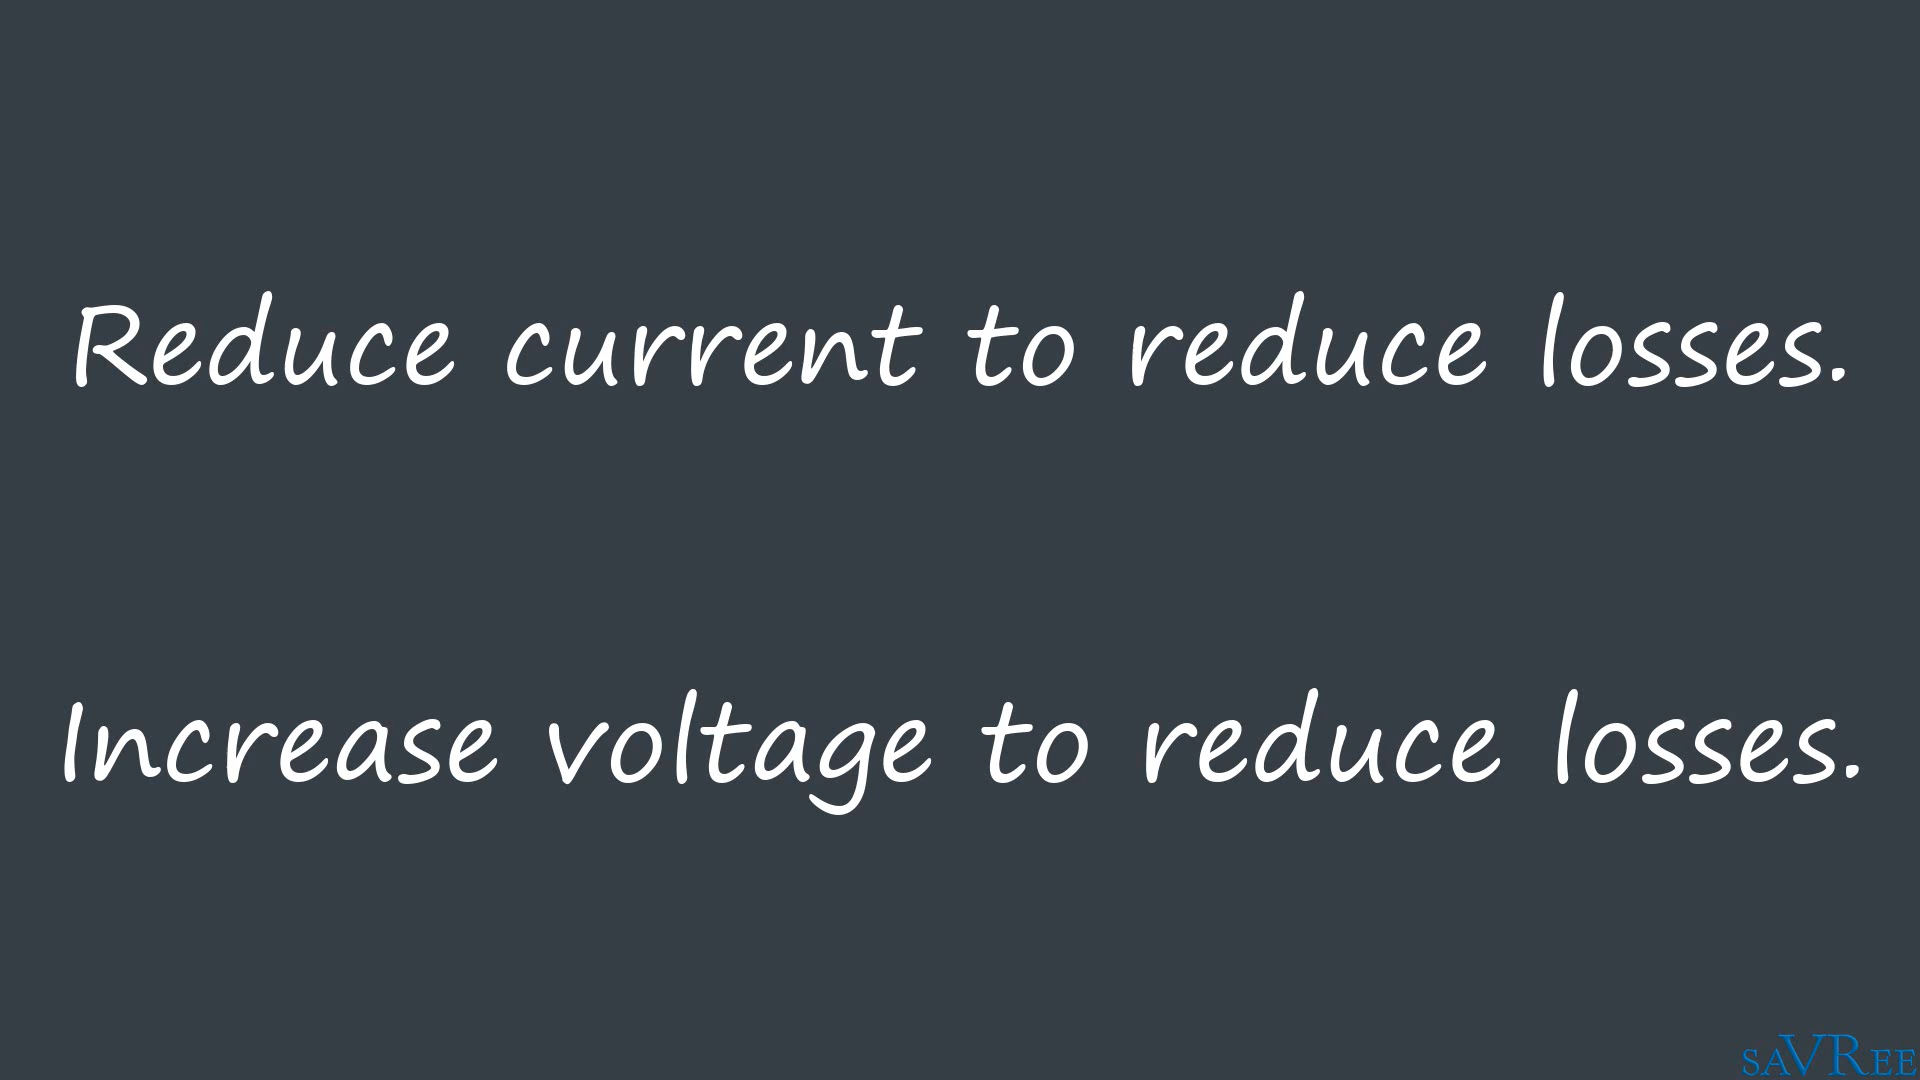 Reduce current to reduce losses.
Increase voltage to reduce losses.
saVRee